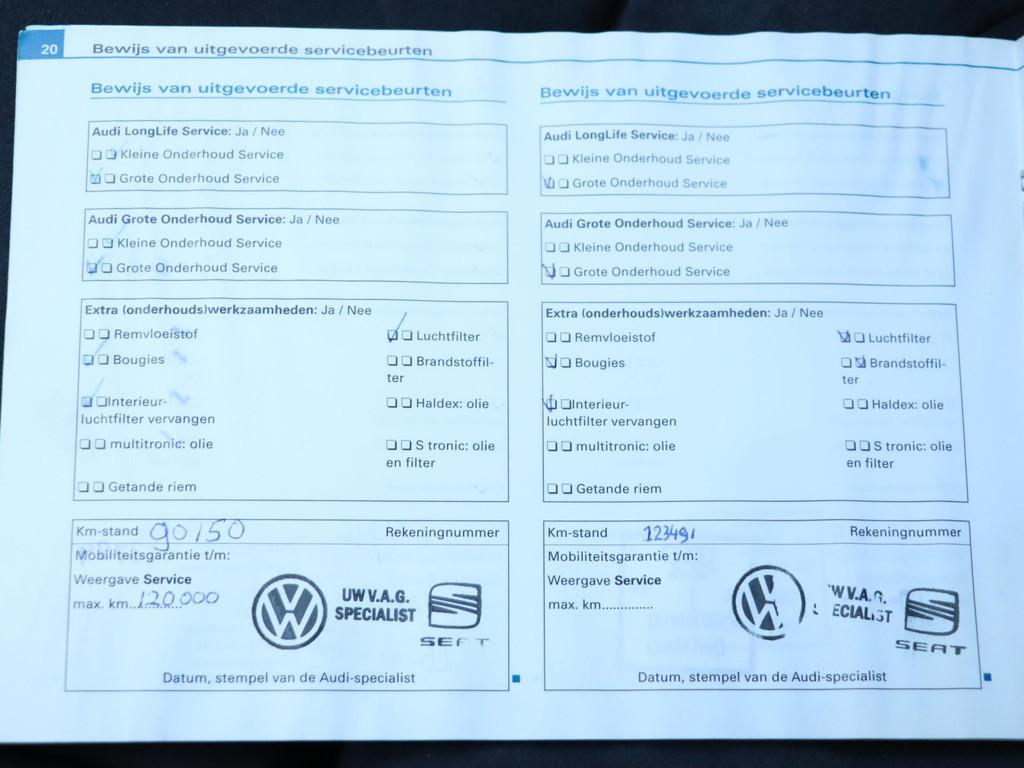 20 Bewijs van uitgevoerde servicebeurten
Bewijs van uitgevoerde servicebeurten
Audi LongLife Service: Ja / Nee
Kleine Onderhoud Service
Grote Onderhoud Service
Audi Grote Onderhoud Service: Ja / Nee
Kleine Onderhoud Service
Grote Onderhoud Service
Extra (onderhouds)werkzaamheden: Ja / Nee
Remvloeistof
Luchtfilter
Bougies
Brandstoffil-
ter
Interieur-
luchtfilter vervangen
Haldex: olie
multitronic: olie
S tronic: olie
en filter
Getande riem
Km-stand 90150 Rekeningnummer
Mobiliteitsgarantie t/m:
Weergave Service
max. km..120.000
UW V.A.G.
SPECIALIST
SEAT
Datum, stempel van de Audi-specialist
Bewijs van uitgevoerde servicebeurten
Audi LongLife Service: Ja / Nee
Kleine Onderhoud Service
Grote Onderhoud Service
Audi Grote Onderhoud Service: Ja / Nee
Kleine Onderhoud Service
Grote Onderhoud Service
Extra (onderhouds)werkzaamheden: Ja / Nee
Remvloeistof
Luchtfilter
Bougies
Brandstoffil-
ter
Interieur-
luchtfilter vervangen
Haldex: olie
multitronic: olie
S tronic: olie
en filter
Getande riem
Km-stand 123491 Rekeningnummer
Mobiliteitsgarantie t/m:
Weergave Service
max. km.............
UW V.A.G.
SPECIALIST
SEAT
Datum, stempel van de Audi-specialist